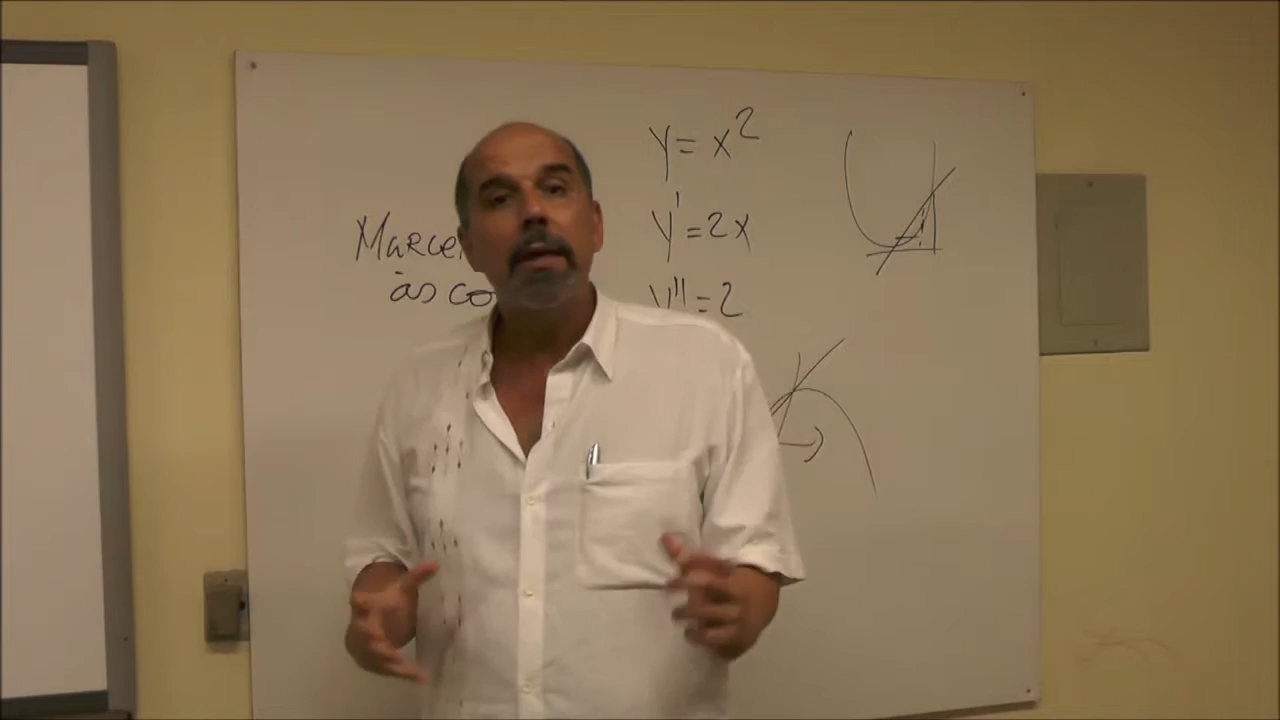 Marce
às co
y = x²
y' = 2x
y'' = 2